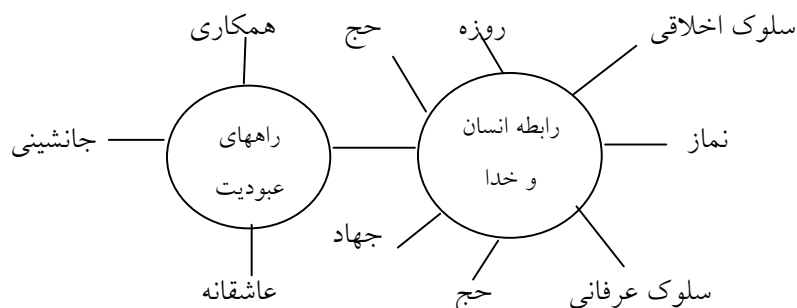 سلوک اخلاقی
روزه
حج
همکاری
رابطه انسان
و خدا
نماز
راههای
عبودیت
جانشینی
جهاد
سلوک عرفانی
حج
عاشقانه